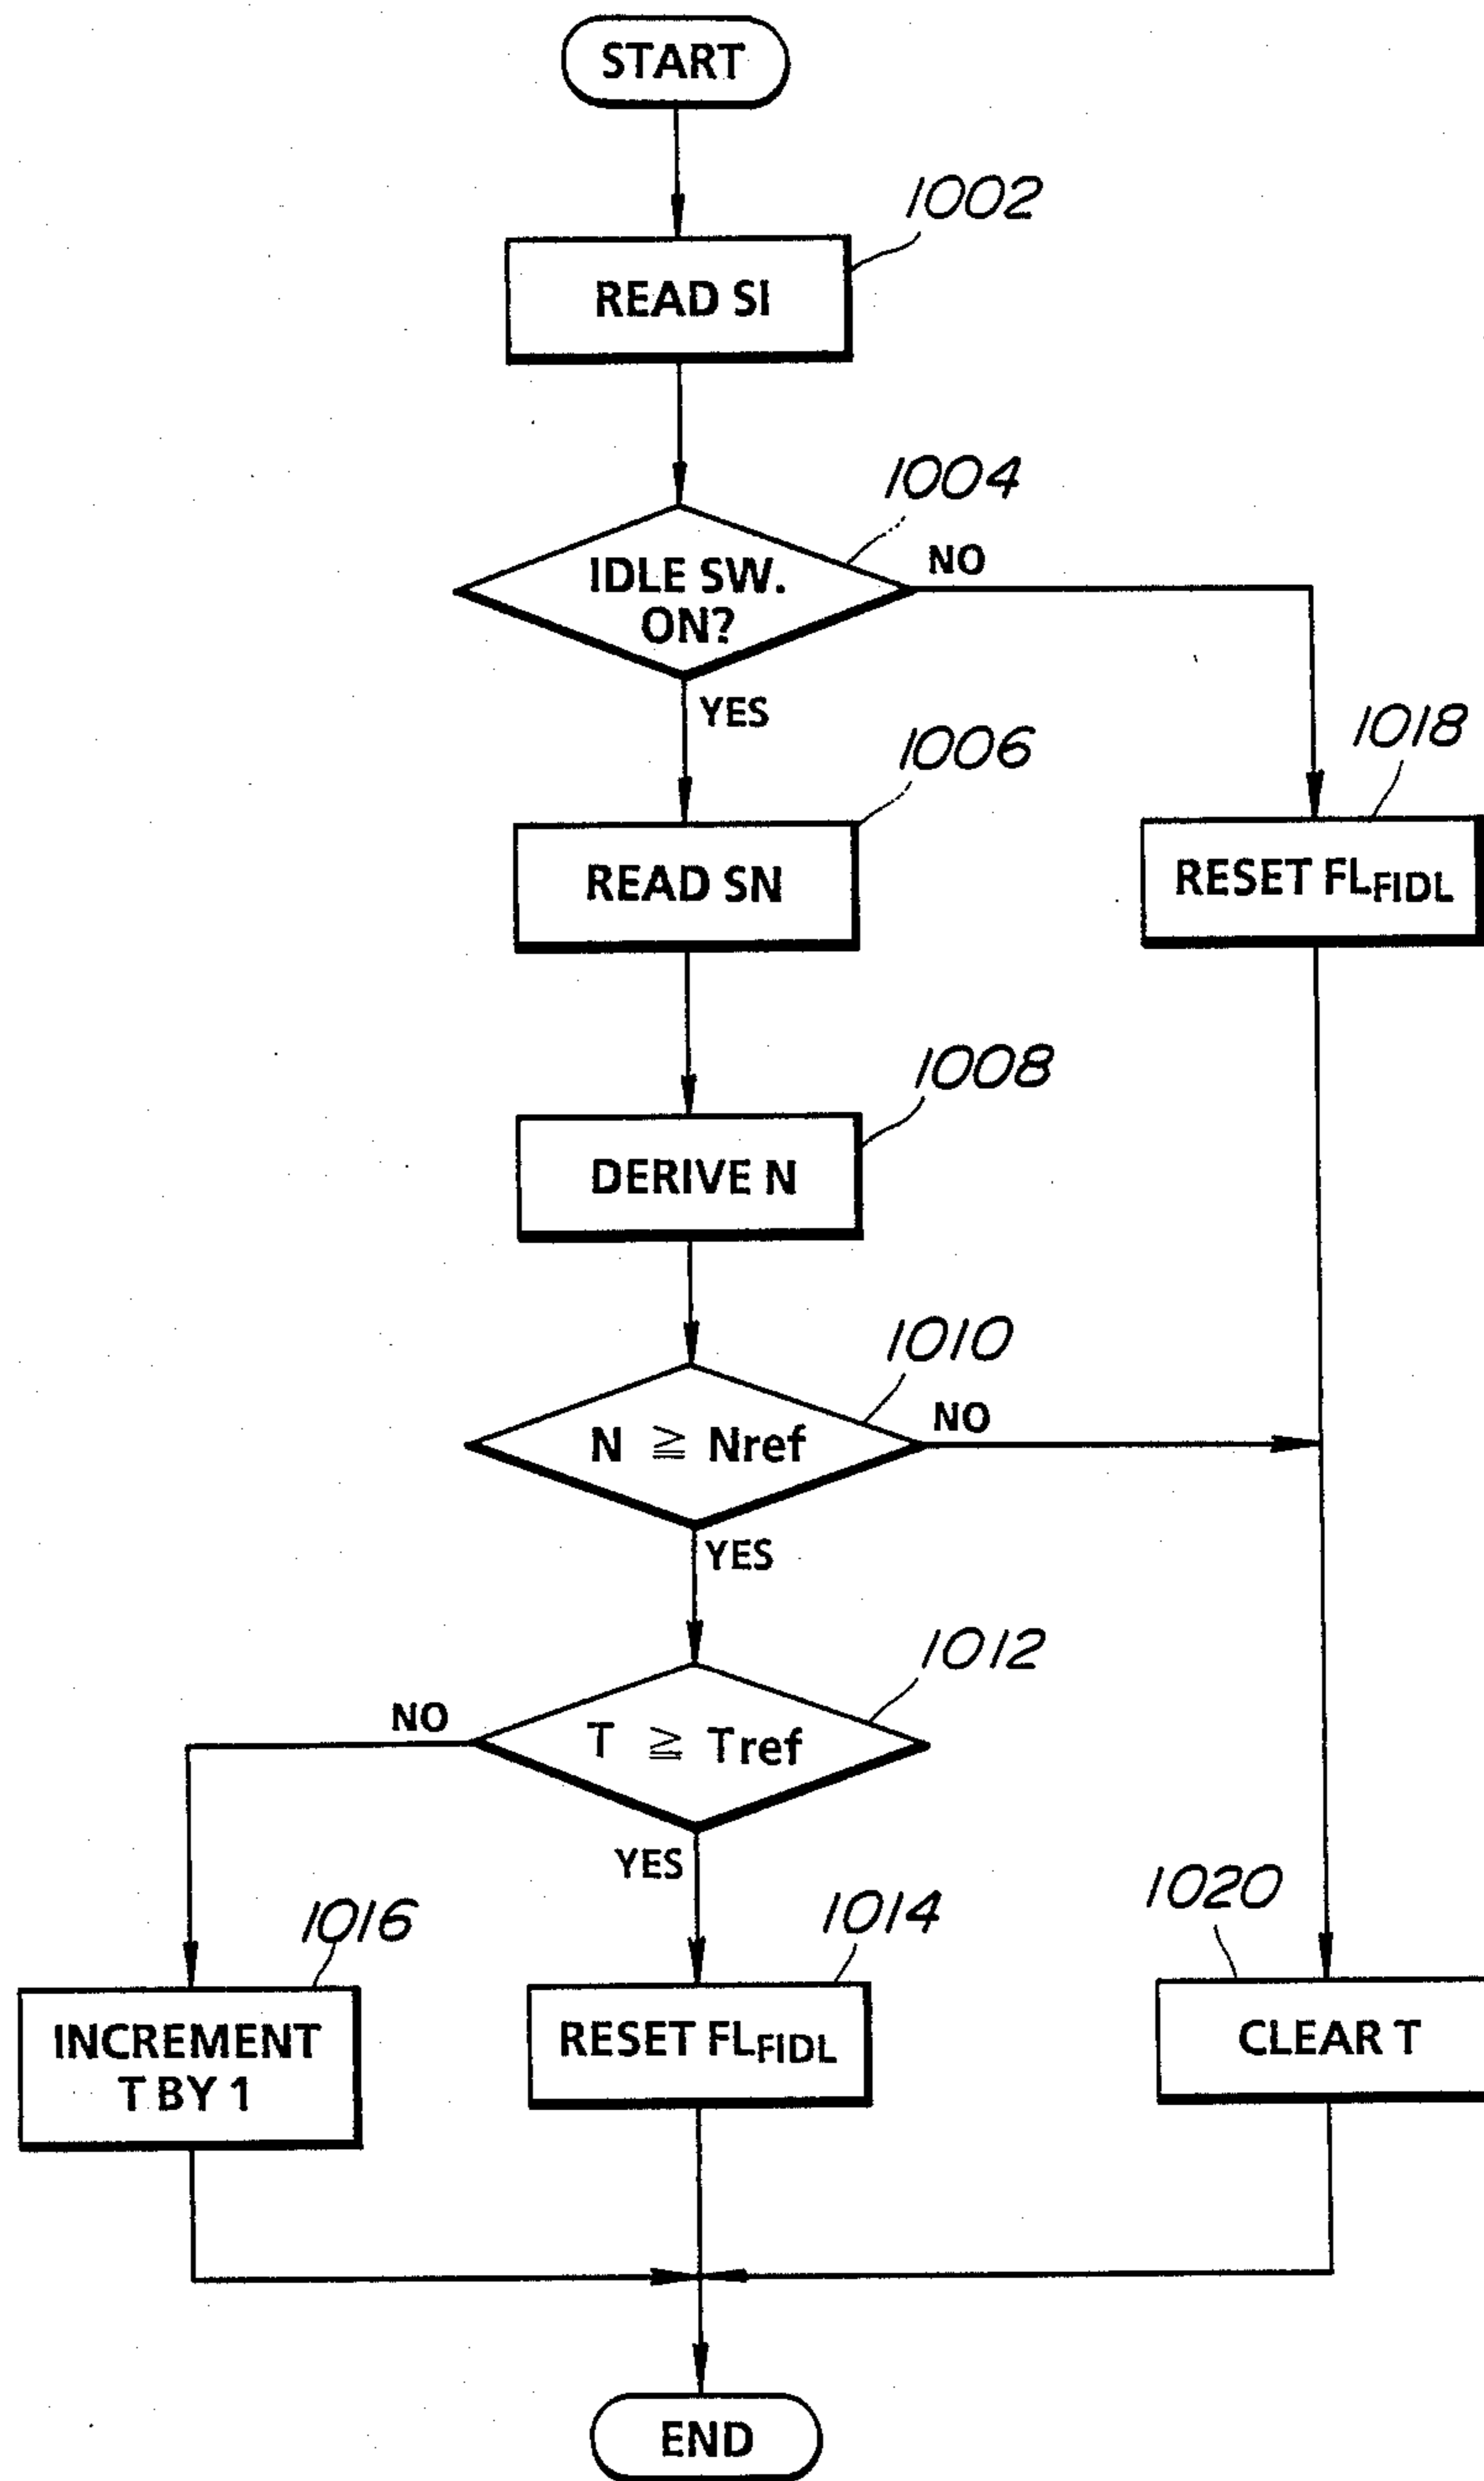 START
1002
READ SI
1004
IDLE SW.
ON?
NO
YES
1006
1018
READ SN
RESET FLFIDL
1008
DERIVE N
1010
N ≧ Nref
NO
YES
1012
T ≧ Tref
NO
YES
1016
1014
1020
INCREMENT
T BY 1
RESET FLFIDL
CLEAR T
END